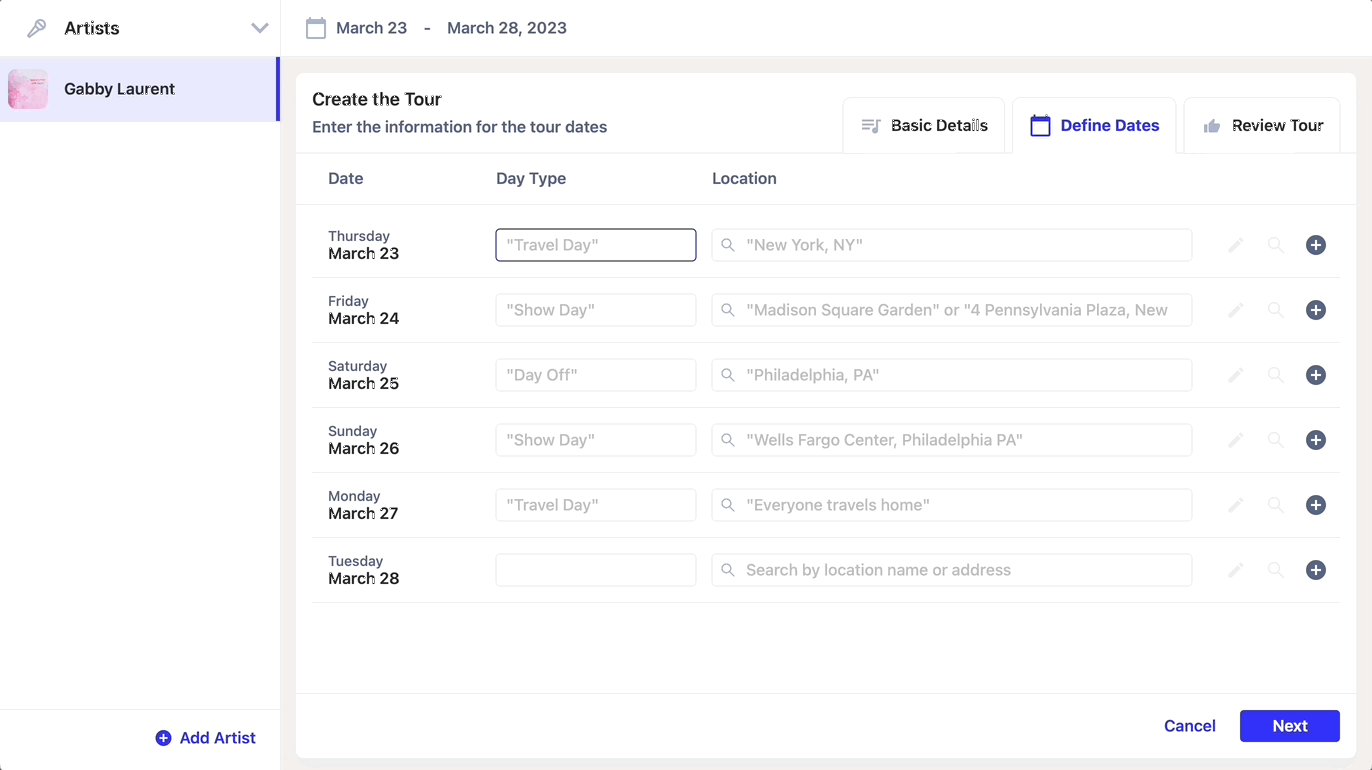 Artists
March 23 - March 28, 2023
Gabby Laurent
Create the Tour
Enter the information for the tour dates
Basic Details
Define Dates
Review Tour
Date Day Type Location
Thursday
March 23
"Travel Day"
"New York, NY"
Friday
March 24
"Show Day"
"Madison Square Garden" or "4 Pennsylvania Plaza, New
Saturday
March 25
"Day Off"
"Philadelphia, PA"
Sunday
March 26
"Show Day"
"Wells Fargo Center, Philadelphia PA"
Monday
March 27
"Travel Day"
"Everyone travels home"
Tuesday
March 28
Search by location name or address
Add Artist
Cancel
Next